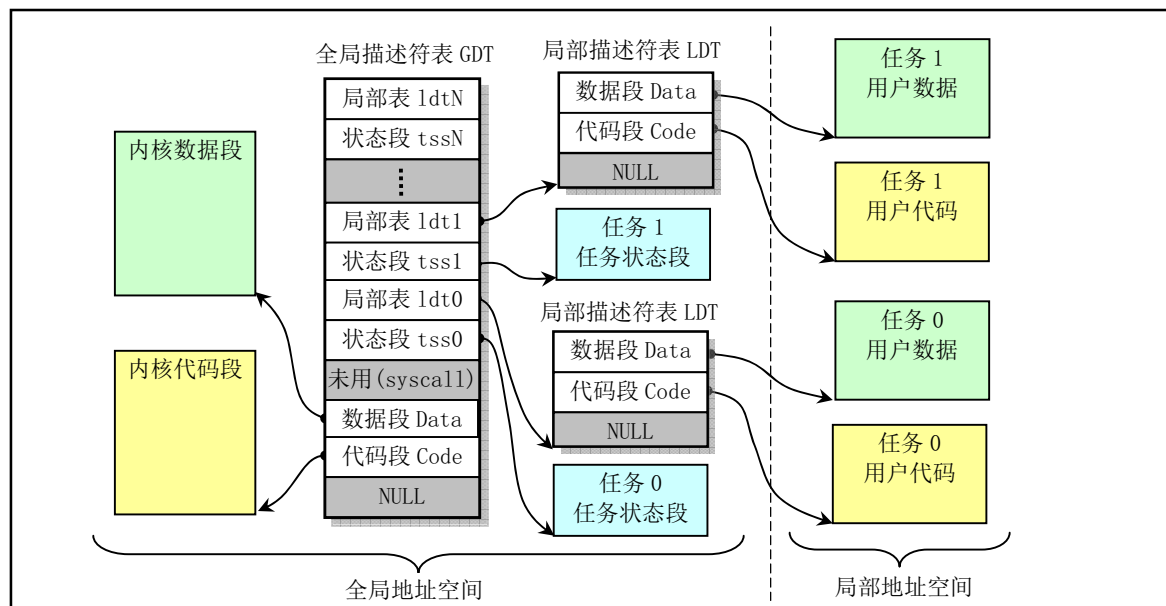 全局描述符表 GDT
局部表 ldtN
状态段 tssN
局部表 ldt1
状态段 tss1
局部表 ldt0
状态段 tss0
未用(syscall)
数据段 Data
代码段 Code
NULL
内核数据段
内核代码段
局部描述符表 LDT
数据段 Data
代码段 Code
NULL
任务 1
任务状态段
局部描述符表 LDT
数据段 Data
代码段 Code
NULL
任务 0
任务状态段
任务 1
用户数据
任务 1
用户代码
任务 0
用户数据
任务 0
用户代码
全局地址空间
局部地址空间